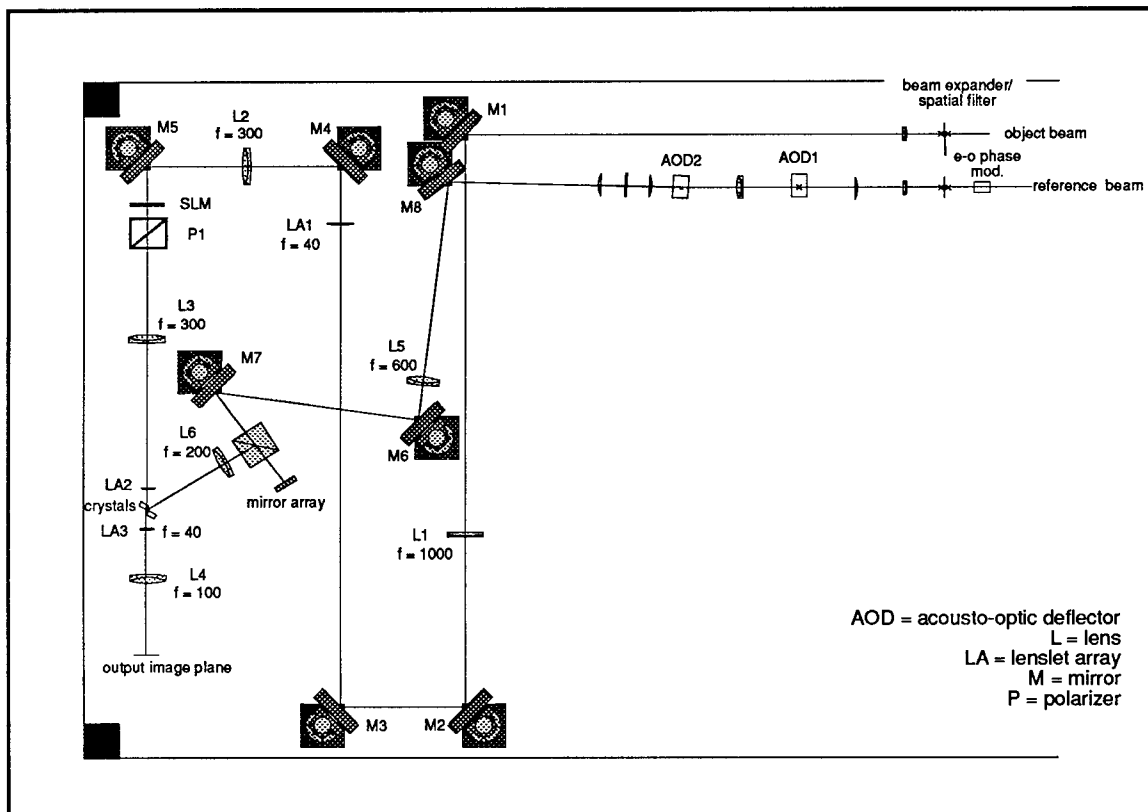 beam expander/
spatial filter
M1
object beam
M5
L2
f = 300
M4
AOD2
AOD1
e-o phase
mod.
M8
reference beam
SLM
P1
LA1
f = 40
L3
f = 300
M7
L5
f = 600
L6
f = 200
M6
mirror array
LA2
crystals
LA3
f = 40
L1
f = 1000
L4
f = 100
AOD = acousto-optic deflector
L = lens
LA = lenslet array
M = mirror
P = polarizer
output image plane
M3
M2